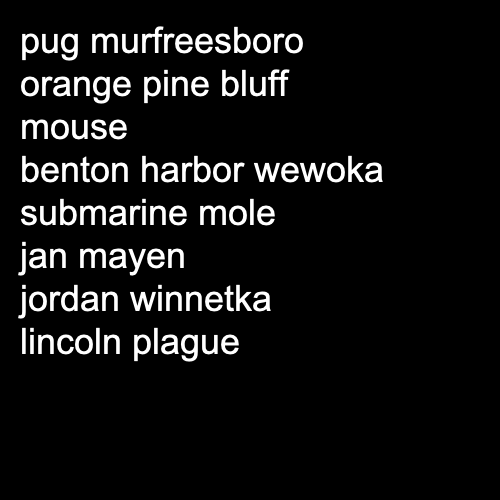 pug murfreesboro
orange pine bluff
mouse
benton harbor wewoka
submarine mole
jan mayen
jordan winnetka
lincoln plague